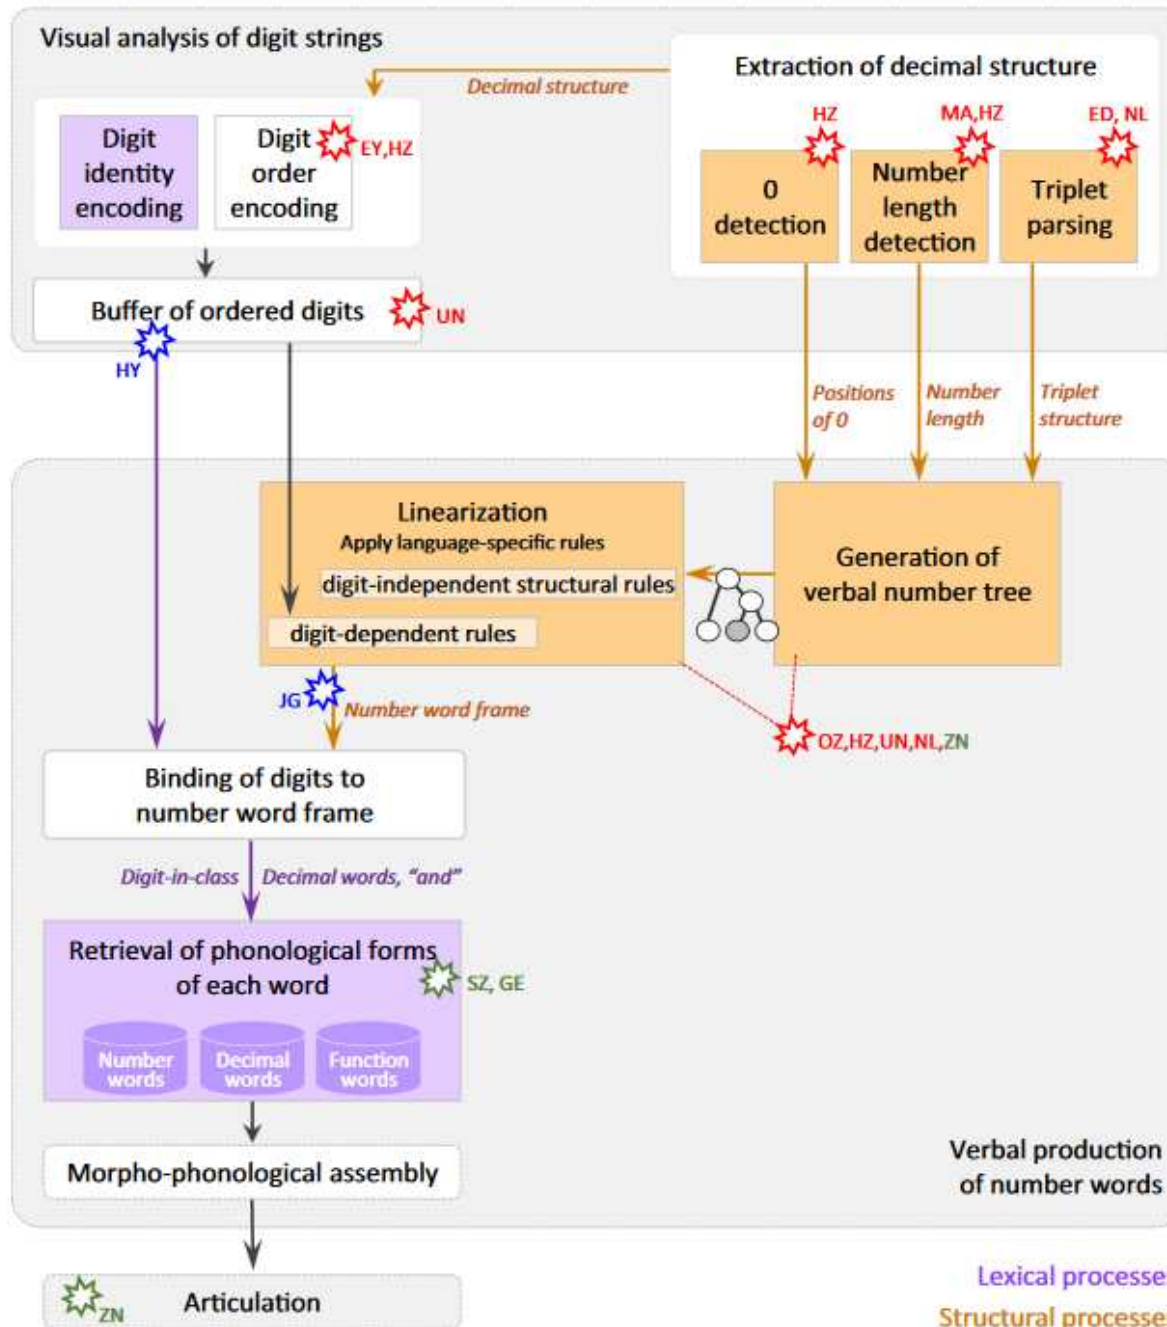 Visual analysis of digit strings
Extraction of decimal structure
Decimal structure
HZ
MA,HZ
ED, NL
Digit
identity
encoding
Digit
order
encoding
EY,HZ
0
detection
Number
length
detection
Triplet
parsing
Buffer of ordered digits
UN
HY
Positions
of 0
Number
length
Triplet
structure
Linearization
Apply language-specific rules
digit-independent structural rules
digit-dependent rules
Generation of
verbal number tree
JG
Number word frame
OZ,HZ,UN,NL,ZN
Binding of digits to
number word frame
Digit-in-class
Decimal words, “and”
Retrieval of phonological forms
of each word
SZ, GE
Number
words
Decimal
words
Function
words
Morpho-phonological assembly
Verbal production
of number words
Articulation
ZN
Lexical processe
Structural processe